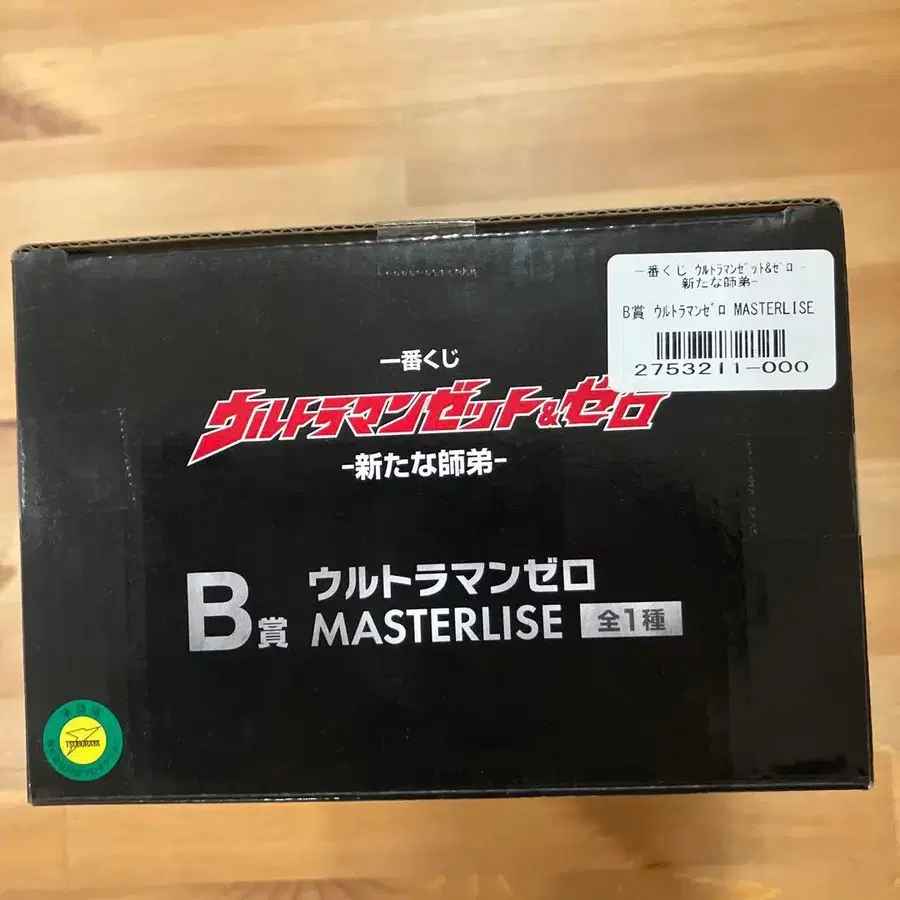 一番くじ ウルトラマンゼット&ゼロ -
新たな師弟-
B賞 ウルトラマンゼロ MASTERLISE
2753211-000
一番くじ
ウルトラマンゼット&ゼロ
-新たな師弟-
B賞
ウルトラマンゼロ
MASTERLISE 全1種
TSUBURAYA